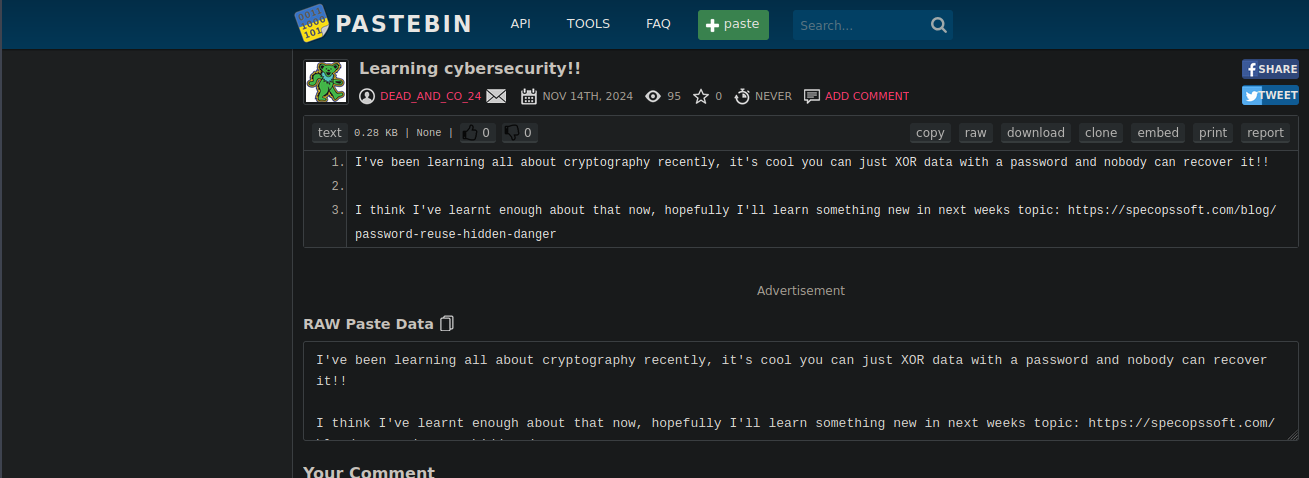 PASTEBIN API TOOLS FAQ paste Search...
Learning cybersecurity!!
SHARE
DEAD_AND_CO_24 NOV 14TH, 2024 95 0 NEVER ADD COMMENT
TWEET
text 0.28 KB | None | 0 0 copy raw download clone embed print report
1. I've been learning all about cryptography recently, it's cool you can just XOR data with a password and nobody can recover it!!
2.
3. I think I've learnt enough about that now, hopefully I'll learn something new in next weeks topic: https://specopssoft.com/blog/
password-reuse-hidden-danger
Advertisement
RAW Paste Data
I've been learning all about cryptography recently, it's cool you can just XOR data with a password and nobody can recover
it!!
I think I've learnt enough about that now, hopefully I'll learn something new in next weeks topic: https://specopssoft.com/
Your Comment